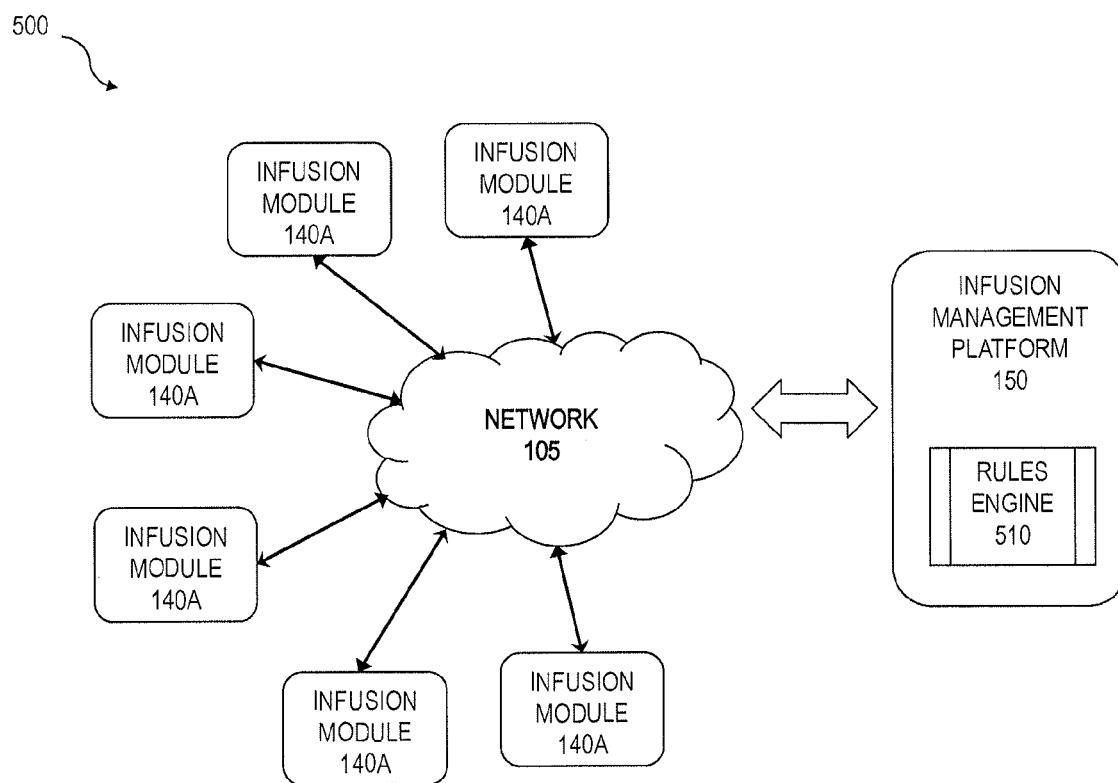 500
INFUSION
MODULE
140A
INFUSION
MODULE
140A
INFUSION
MODULE
140A
INFUSION
MANAGEMENT
PLATFORM
150
NETWORK
105
RULES
ENGINE
510
INFUSION
MODULE
140A
INFUSION
MODULE
140A
INFUSION
MODULE
140A